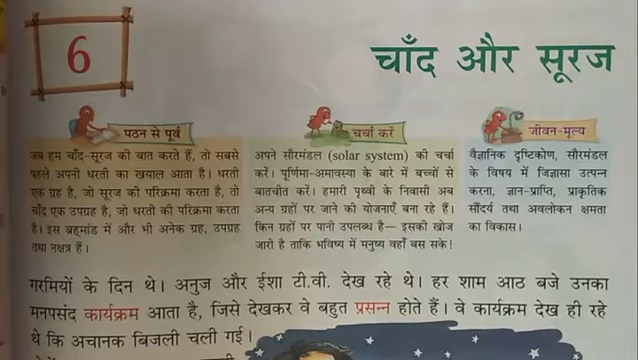 6
चाँद और सूरज
पठन से पूर्व
जब हम चाँद-सूरज की बात करते हैं, तो सबसे
पहले अपनी धरती का खयाल आता है। धरती
एक ग्रह है, जो सूरज की परिक्रमा करता है, तो
चाँद एक उपग्रह है, जो धरती की परिक्रमा करता
है। इस ब्रह्मांड में और भी अनेक ग्रह, उपग्रह
तथा नक्षत्र हैं।
चर्चा करें
अपने सौरमंडल (solar system) की चर्चा
करें। पूर्णिमा-अमावस्या के बारे में बच्चों से
बातचीत करें। हमारी पृथ्वी के निवासी अब
अन्य ग्रहों पर जाने की योजनाएँ बना रहे हैं।
किन ग्रहों पर पानी उपलब्ध है— इसकी खोज
जारी है ताकि भविष्य में मनुष्य वहाँ बस सके!
जीवन-मूल्य
वैज्ञानिक दृष्टिकोण, सौरमंडल
के विषय में जिज्ञासा उत्पन्न
करना, ज्ञान-प्राप्ति, प्राकृतिक
सौंदर्य तथा अवलोकन क्षमता
का विकास।
गरमियों के दिन थे। अनुज और ईशा टी.वी. देख रहे थे। हर शाम आठ बजे उनका
मनपसंद कार्यक्रम आता है, जिसे देखकर वे बहुत प्रसन्न होते हैं। वे कार्यक्रम देख ही रहे
थे कि अचानक बिजली चली गई।